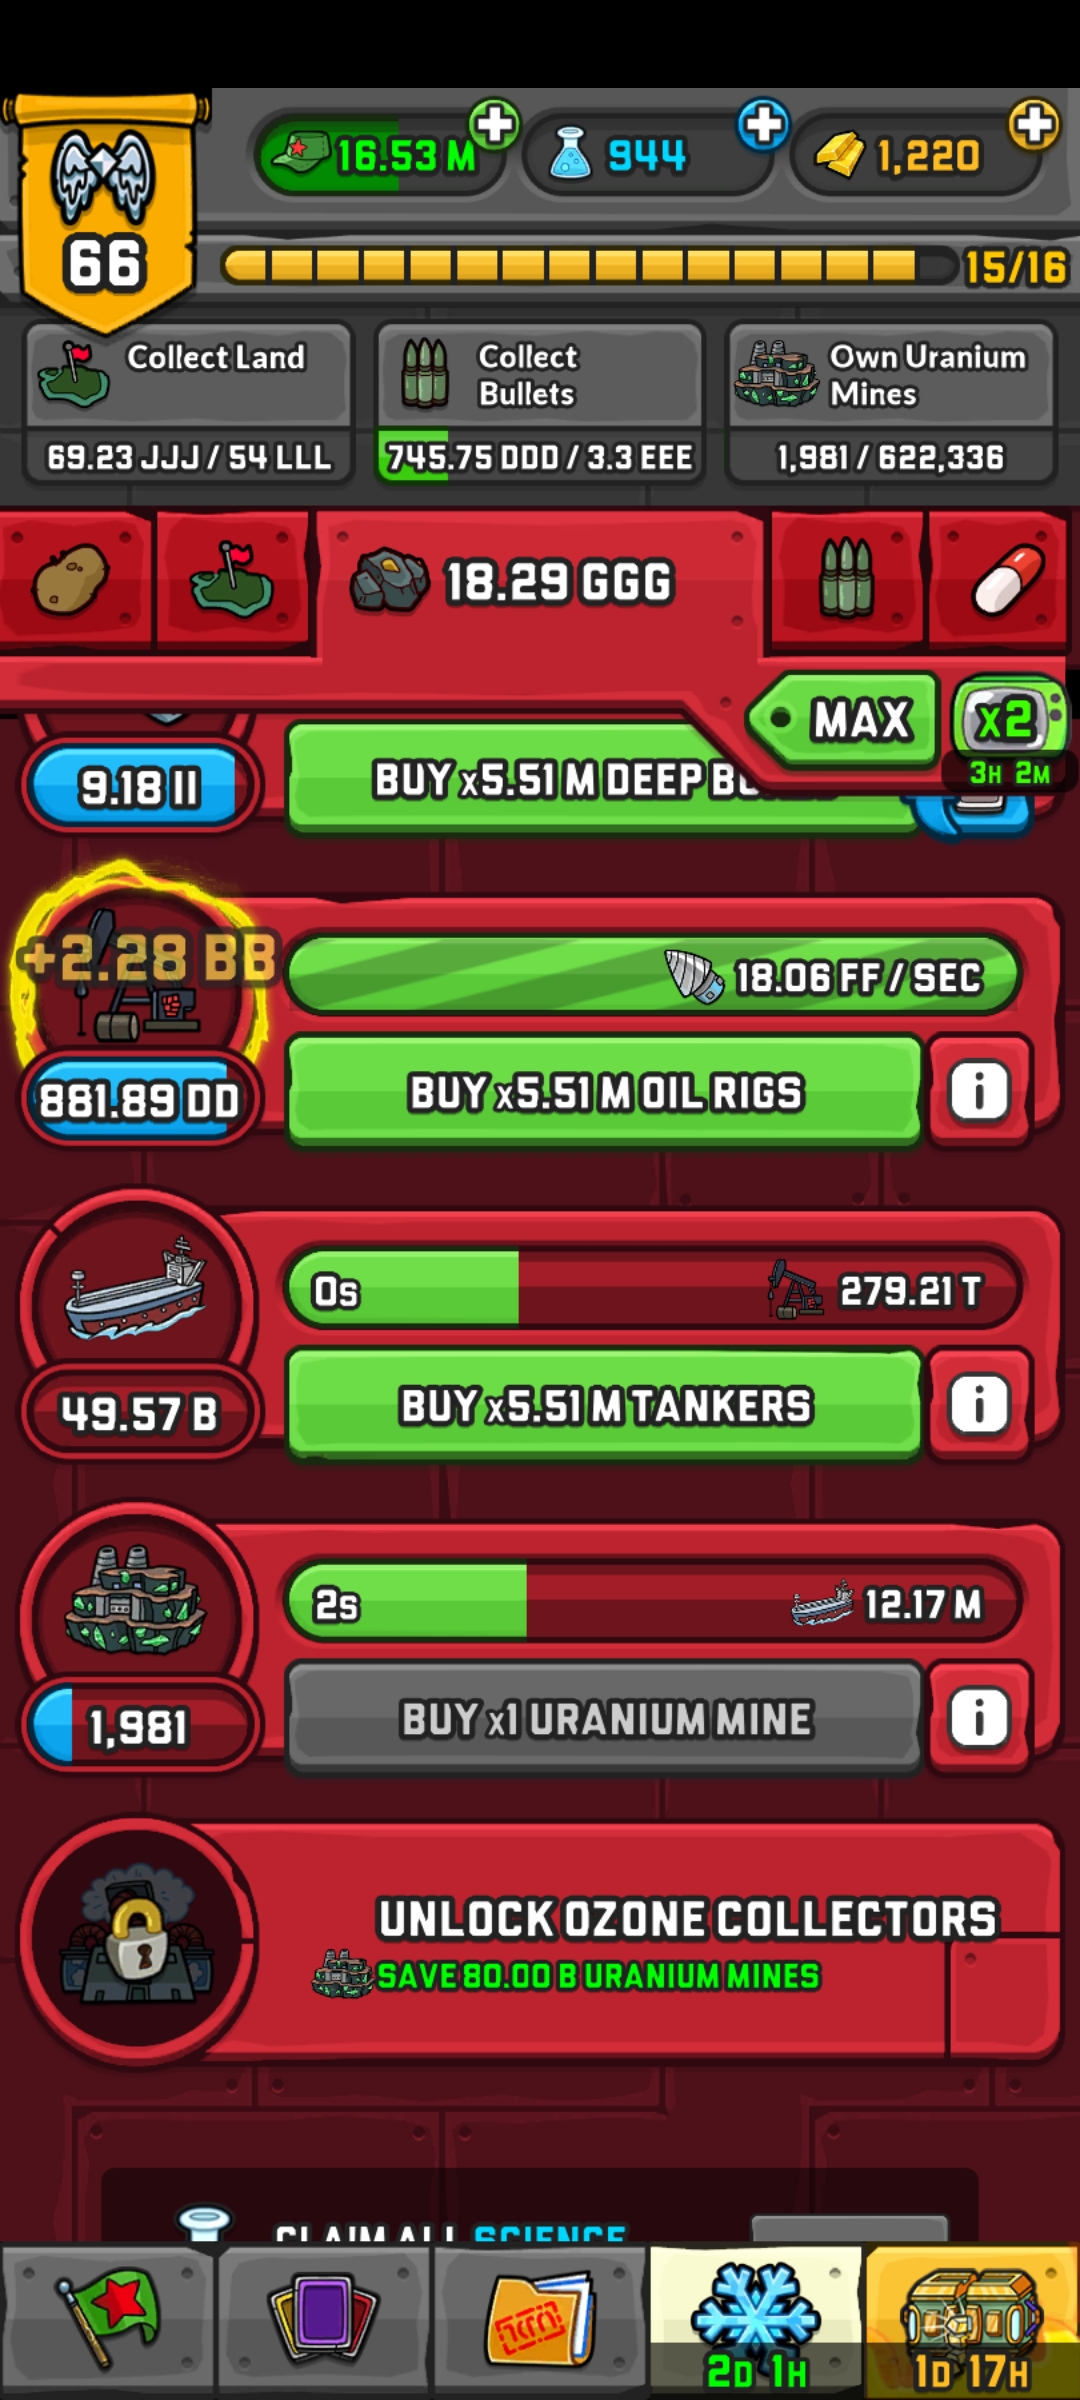 16.53 M
944
1,220
66
15/16
Collect Land
69.23 JJJ / 54 LLL
Collect
Bullets
745.75 DDD / 3.3 EEE
Own Uranium
Mines
1,981 / 622,336
18.29 GGG
MAX
x2
3H 2M
9.18 II
BUY x5.51 M DEEP
+2.28 BB
18.06 FF / SEC
881.89 DD
BUY x5.51 M OIL RIGS
i
0s
279.21 T
49.57 B
BUY x5.51 M TANKERS
i
2s
12.17 M
1,981
BUY x1 URANIUM MINE
i
UNLOCK OZONE COLLECTORS
SAVE 80.00 B URANIUM MINES
CLAIM ALL SCIENCE
2D 1H
1D 17H